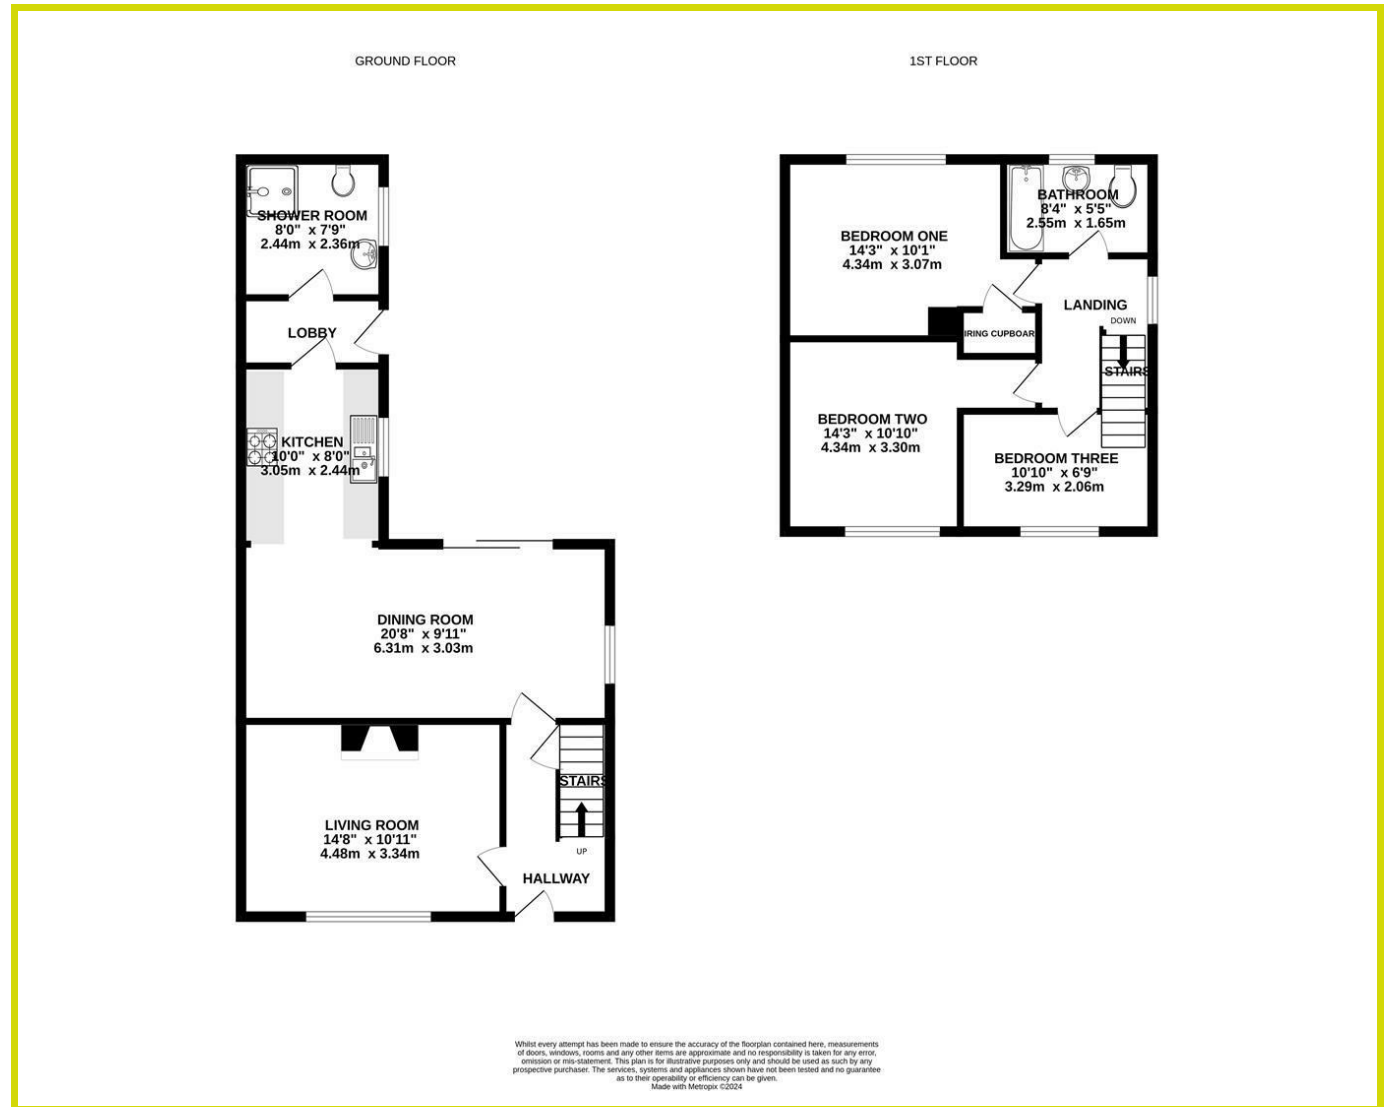 GROUND FLOOR
SHOWER ROOM
8'0" x 7'9"
2.44m x 2.36m
LOBBY
KITCHEN
10'0" x 8'0"
3.05m x 2.44m
DINING ROOM
20'8" x 9'11"
6.31m x 3.03m
STAIRS
LIVING ROOM
14'8" x 10'11"
4.48m x 3.34m
UP
HALLWAY
1ST FLOOR
BATHROOM
8'4" x 5'5"
2.55m x 1.65m
BEDROOM ONE
14'3" x 10'1"
4.34m x 3.07m
LANDING
DOWN
IRING CUPBOAR
STAIRS
BEDROOM TWO
14'3" x 10'10"
4.34m x 3.30m
BEDROOM THREE
10'10" x 6'9"
3.29m x 2.06m
Whilst every attempt has been made to ensure the accuracy of the floorplan contained here, measurements
of doors, windows, rooms and any other items are approximate and no responsibility is taken for any error,
omission or mis-statement. This plan is for illustrative purposes only and should be used as such by any
prospective purchaser. The services, systems and appliances shown have not been tested and no guarantee
as to their operability or efficiency can be given.
Made with Metropix ©2024